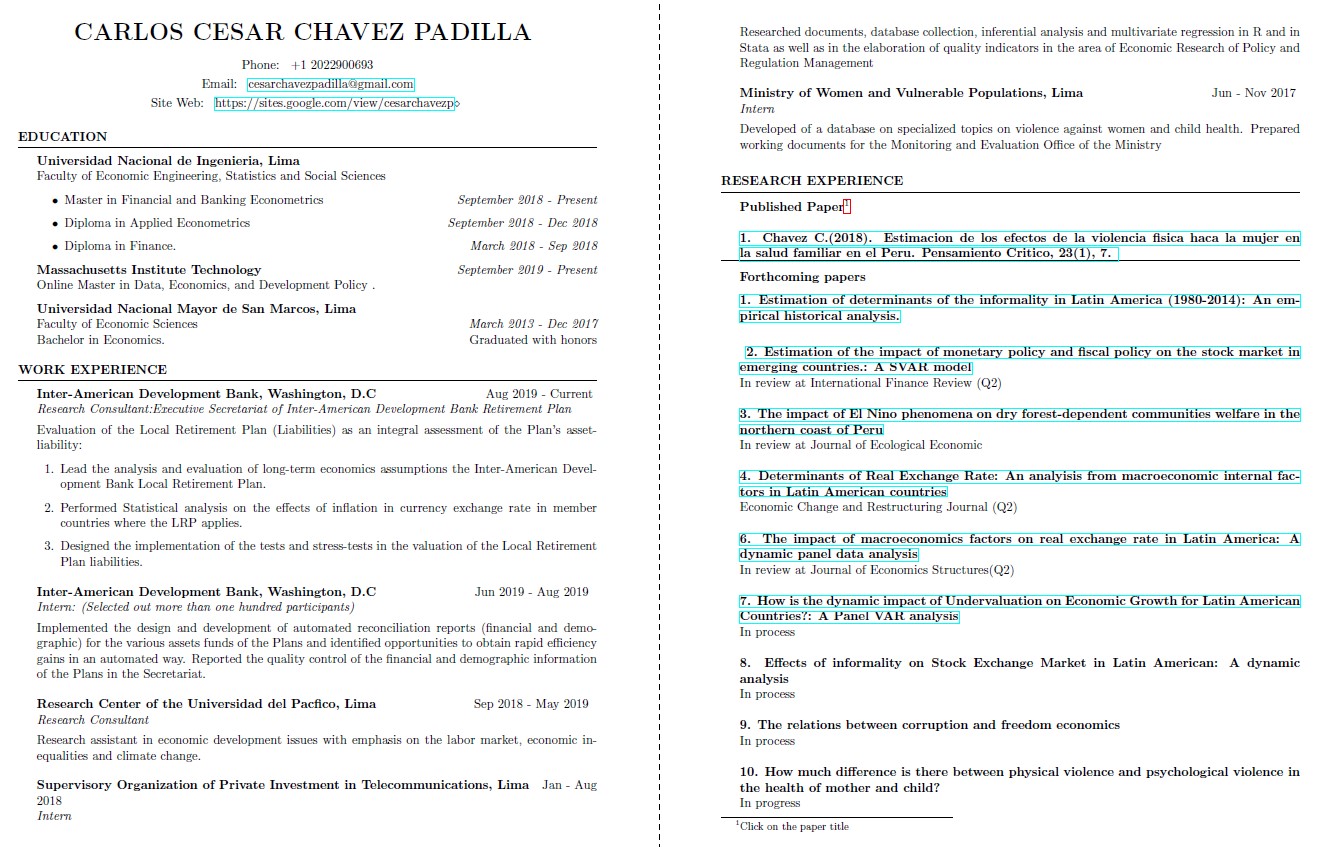 CARLOS CESAR CHAVEZ PADILLA
Phone: +1 2022900693
Email: cesarchavezpadilla@gmail.com
Site Web: https://sites.google.com/view/cesarchavezp
EDUCATION
Universidad Nacional de Ingenieria, Lima
Faculty of Economic Engineering, Statistics and Social Sciences
• Master in Financial and Banking Econometrics September 2018 - Present
• Diploma in Applied Econometrics September 2018 - Dec 2018
• Diploma in Finance. March 2018 - Sep 2018
Massachusetts Institute Technology September 2019 - Present
Online Master in Data, Economics, and Development Policy .
Universidad Nacional Mayor de San Marcos, Lima
Faculty of Economic Sciences March 2013 - Dec 2017
Bachelor in Economics. Graduated with honors
WORK EXPERIENCE
Inter-American Development Bank, Washington, D.C Aug 2019 - Current
Research Consultant:Executive Secretariat of Inter-American Development Bank Retirement Plan
Evaluation of the Local Retirement Plan (Liabilities) as an integral assessment of the Plan's asset-
liability:
1. Lead the analysis and evaluation of long-term economics assumptions the Inter-American Devel-
opment Bank Local Retirement Plan.
2. Performed Statistical analysis on the effects of inflation in currency exchange rate in member
countries where the LRP applies.
3. Designed the implementation of the tests and stress-tests in the valuation of the Local Retirement
Plan liabilities.
Inter-American Development Bank, Washington, D.C Jun 2019 - Aug 2019
Intern: (Selected out more than one hundred participants)
Implemented the design and development of automated reconciliation reports (financial and demo-
graphic) for the various assets funds of the Plans and identified opportunities to obtain rapid efficiency
gains in an automated way. Reported the quality control of the financial and demographic information
of the Plans in the Secretariat.
Research Center of the Universidad del Pacfico, Lima Sep 2018 - May 2019
Research Consultant
Research assistant in economic development issues with emphasis on the labor market, economic in-
equalities and climate change.
Supervisory Organization of Private Investment in Telecommunications, Lima Jan - Aug
2018
Intern
Researched documents, database collection, inferential analysis and multivariate regression in R and in
Stata as well as in the elaboration of quality indicators in the area of Economic Research of Policy and
Regulation Management
Ministry of Women and Vulnerable Populations, Lima Jun - Nov 2017
Intern
Developed of a database on specialized topics on violence against women and child health. Prepared
working documents for the Monitoring and Evaluation Office of the Ministry
RESEARCH EXPERIENCE
Published Paper1
1. Chavez C.(2018). Estimacion de los efectos de la violencia fisica haca la mujer en
la salud familiar en el Peru. Pensamiento Critico, 23(1), 7.
Forthcoming papers
1. Estimation of determinants of the informality in Latin America (1980-2014): An em-
pirical historical analysis.
2. Estimation of the impact of monetary policy and fiscal policy on the stock market in
emerging countries.: A SVAR model
In review at International Finance Review (Q2)
3. The impact of El Nino phenomena on dry forest-dependent communities welfare in the
northern coast of Peru
In review at Journal of Ecological Economic
4. Determinants of Real Exchange Rate: An analyisis from macroeconomic internal fac-
tors in Latin American countries
Economic Change and Restructuring Journal (Q2)
6. The impact of macroeconomics factors on real exchange rate in Latin America: A
dynamic panel data analysis
In review at Journal of Economics Structures(Q2)
7. How is the dynamic impact of Undervaluation on Economic Growth for Latin American
Countries?: A Panel VAR analysis
In process
8. Effects of informality on Stock Exchange Market in Latin American: A dynamic
analysis
In process
9. The relations between corruption and freedom economics
In process
10. How much difference is there between physical violence and psychological violence in
the health of mother and child?
In progress
1Click on the paper title